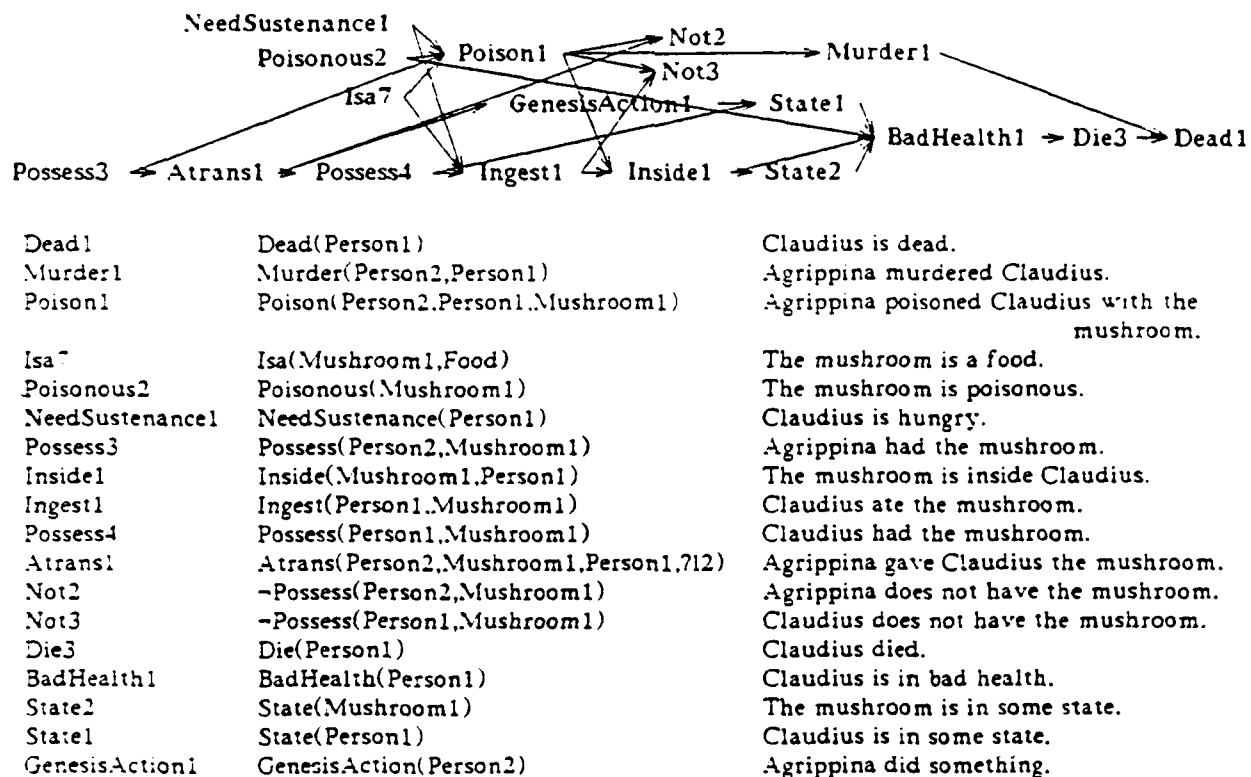 NeedSustenance1
Not2
Poisonous2 Poison1 Murder1
Not3
Isa7
GenesisAction1 State1
BadHealth1 Die3 Dead1
Possess3 Atrans1 Possess4 Ingest1 Inside1 State2
Dead1 Dead(Person1) Claudius is dead.
Murder1 Murder(Person2,Person1) Agrippina murdered Claudius.
Poison1 Poison(Person2,Person1,Mushroom1) Agrippina poisoned Claudius with the
mushroom.
Isa7 Isa(Mushroom1,Food) The mushroom is a food.
Poisonous2 Poisonous(Mushroom1) The mushroom is poisonous.
NeedSustenance1 NeedSustenance(Person1) Claudius is hungry.
Possess3 Possess(Person2,Mushroom1) Agrippina had the mushroom.
Inside1 Inside(Mushroom1,Person1) The mushroom is inside Claudius.
Ingest1 Ingest(Person1,Mushroom1) Claudius ate the mushroom.
Possess4 Possess(Person1,Mushroom1) Claudius had the mushroom.
Atrans1 Atrans(Person2,Mushroom1,Person1,?12) Agrippina gave Claudius the mushroom.
Not2 ¬Possess(Person2,Mushroom1) Agrippina does not have the mushroom.
Not3 ¬Possess(Person1,Mushroom1) Claudius does not have the mushroom.
Die3 Die(Person1) Claudius died.
BadHealth1 BadHealth(Person1) Claudius is in bad health.
State2 State(Mushroom1) The mushroom is in some state.
State1 State(Person1) Claudius is in some state.
GenesisAction1 GenesisAction(Person2) Agrippina did something.